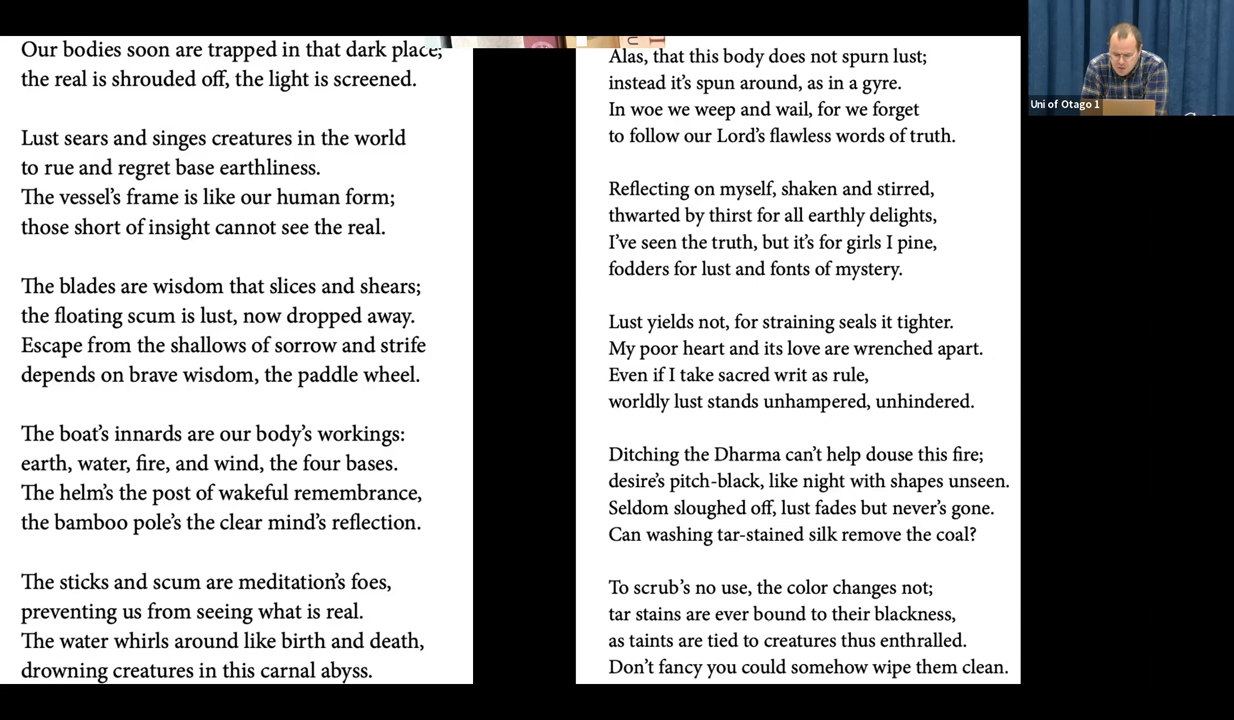 Our bodies soon are trapped in that dark place;
the real is shrouded off, the light is screened.
Lust sears and singes creatures in the world
to rue and regret base earthliness.
The vessel's frame is like our human form;
those short of insight cannot see the real.
The blades are wisdom that slices and shears;
the floating scum is lust, now dropped away.
Escape from the shallows of sorrow and strife
depends on brave wisdom, the paddle wheel.
The boat's innards are our body's workings:
earth, water, fire, and wind, the four bases.
The helm's the post of wakeful remembrance,
the bamboo pole's the clear mind's reflection.
The sticks and scum are meditation's foes,
preventing us from seeing what is real.
The water whirls around like birth and death,
drowning creatures in this carnal abyss.
Alas, that this body does not spurn lust;
instead it's spun around, as in a gyre.
In woe we weep and wail, for we forget
to follow our Lord's flawless words of truth.
Reflecting on myself, shaken and stirred,
thwarted by thirst for all earthly delights,
I've seen the truth, but it's for girls I pine,
fodders for lust and fonts of mystery.
Lust yields not, for straining seals it tighter.
My poor heart and its love are wrenched apart.
Even if I take sacred writ as rule,
worldly lust stands unhampered, unhindered.
Ditching the Dharma can't help douse this fire;
desire's pitch-black, like night with shapes unseen.
Seldom sloughed off, lust fades but never's gone.
Can washing tar-stained silk remove the coal?
To scrub's no use, the color changes not;
tar stains are ever bound to their blackness,
as taints are tied to creatures thus enthralled.
Don't fancy you could somehow wipe them clean.
Uni of Otago 1